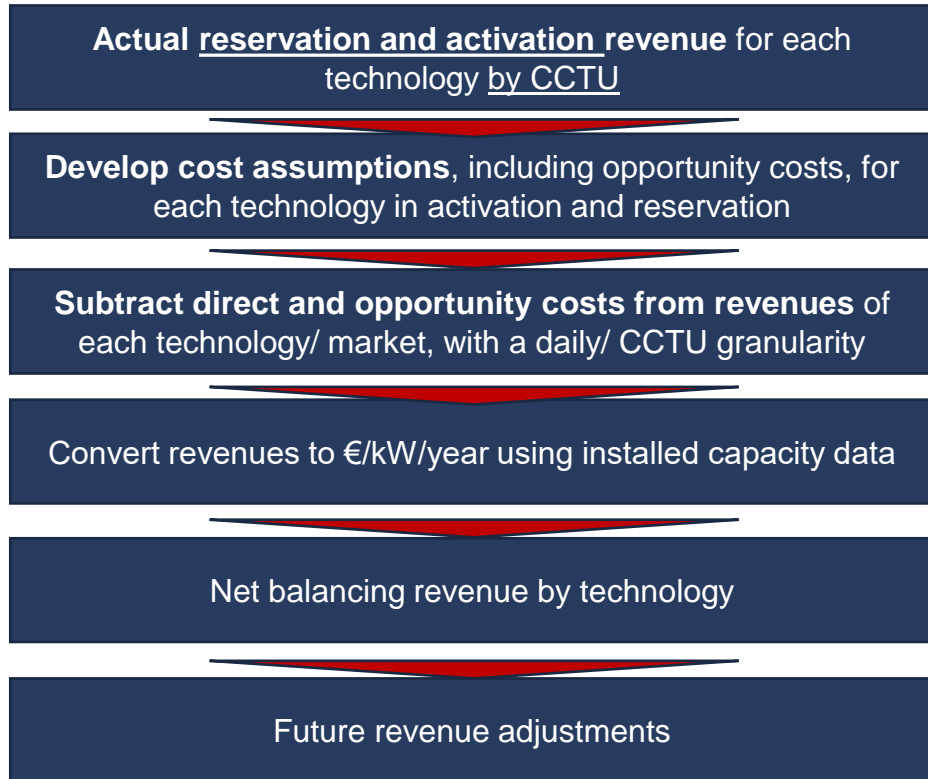 Actual reservation and activation revenue for each
technology by CCTU
Develop cost assumptions, including opportunity costs, for
each technology in activation and reservation
Subtract direct and opportunity costs from revenues of
each technology/ market, with a daily/ CCTU granularity
Convert revenues to €/kW/year using installed capacity data
Net balancing revenue by technology
Future revenue adjustments